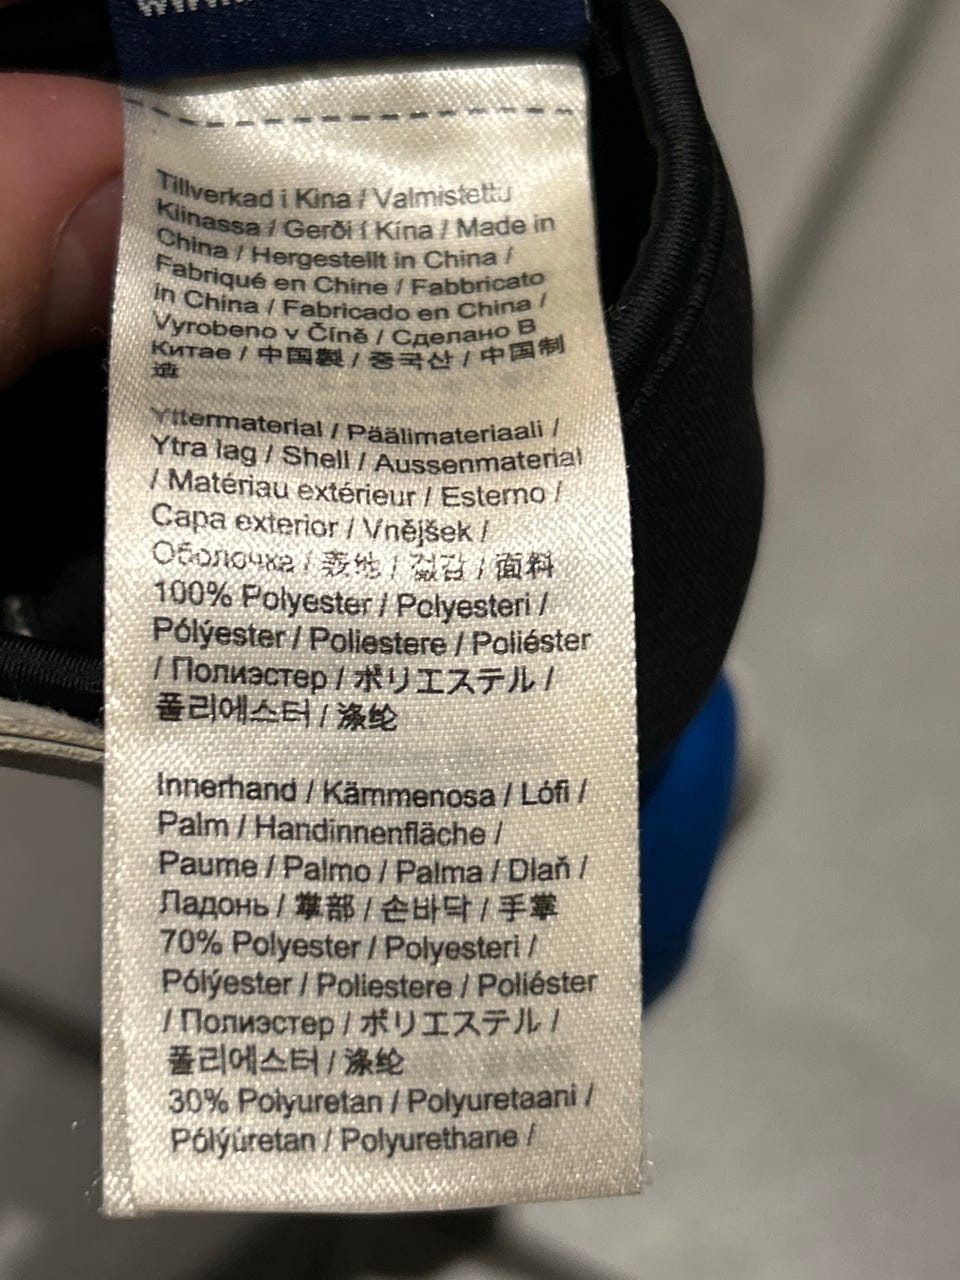 Tillverkad i Kina / Valmistettu
Kiinassa / Gerði í Kína / Made in
China / Hergestellt in China /
Fabriqué en Chine / Fabbricato
in China / Fabricado en China /
Vyrobeno v Číně / Сделано В
Китае / 中国製 / 중국산 / 中国制
造
Yttermaterial / Päälimateriaali /
Ytra lag / Shell / Aussenmaterial
/ Matériau extérieur / Esterno /
Capa exterior / Vnějšek /
Оболочка / 表地 / 겉감 / 面料
100% Polyester / Polyesteri /
Pólýester / Poliestere / Poliéster
/ Полиэстер / ポリエステル /
폴리에스터 / 涤纶
Innerhand / Kämmenosa / Lófi /
Palm / Handinnenfläche /
Paume / Palmo / Palma / Dlaň /
Ладонь / 掌部 / 손바닥 / 手掌
70% Polyester / Polyesteri /
Pólýester / Poliestere / Poliéster
/ Полиэстер / ポリエステル /
폴리에스터 / 涤纶
30% Polyuretan / Polyuretaani /
Pólýúretan / Polyurethane /